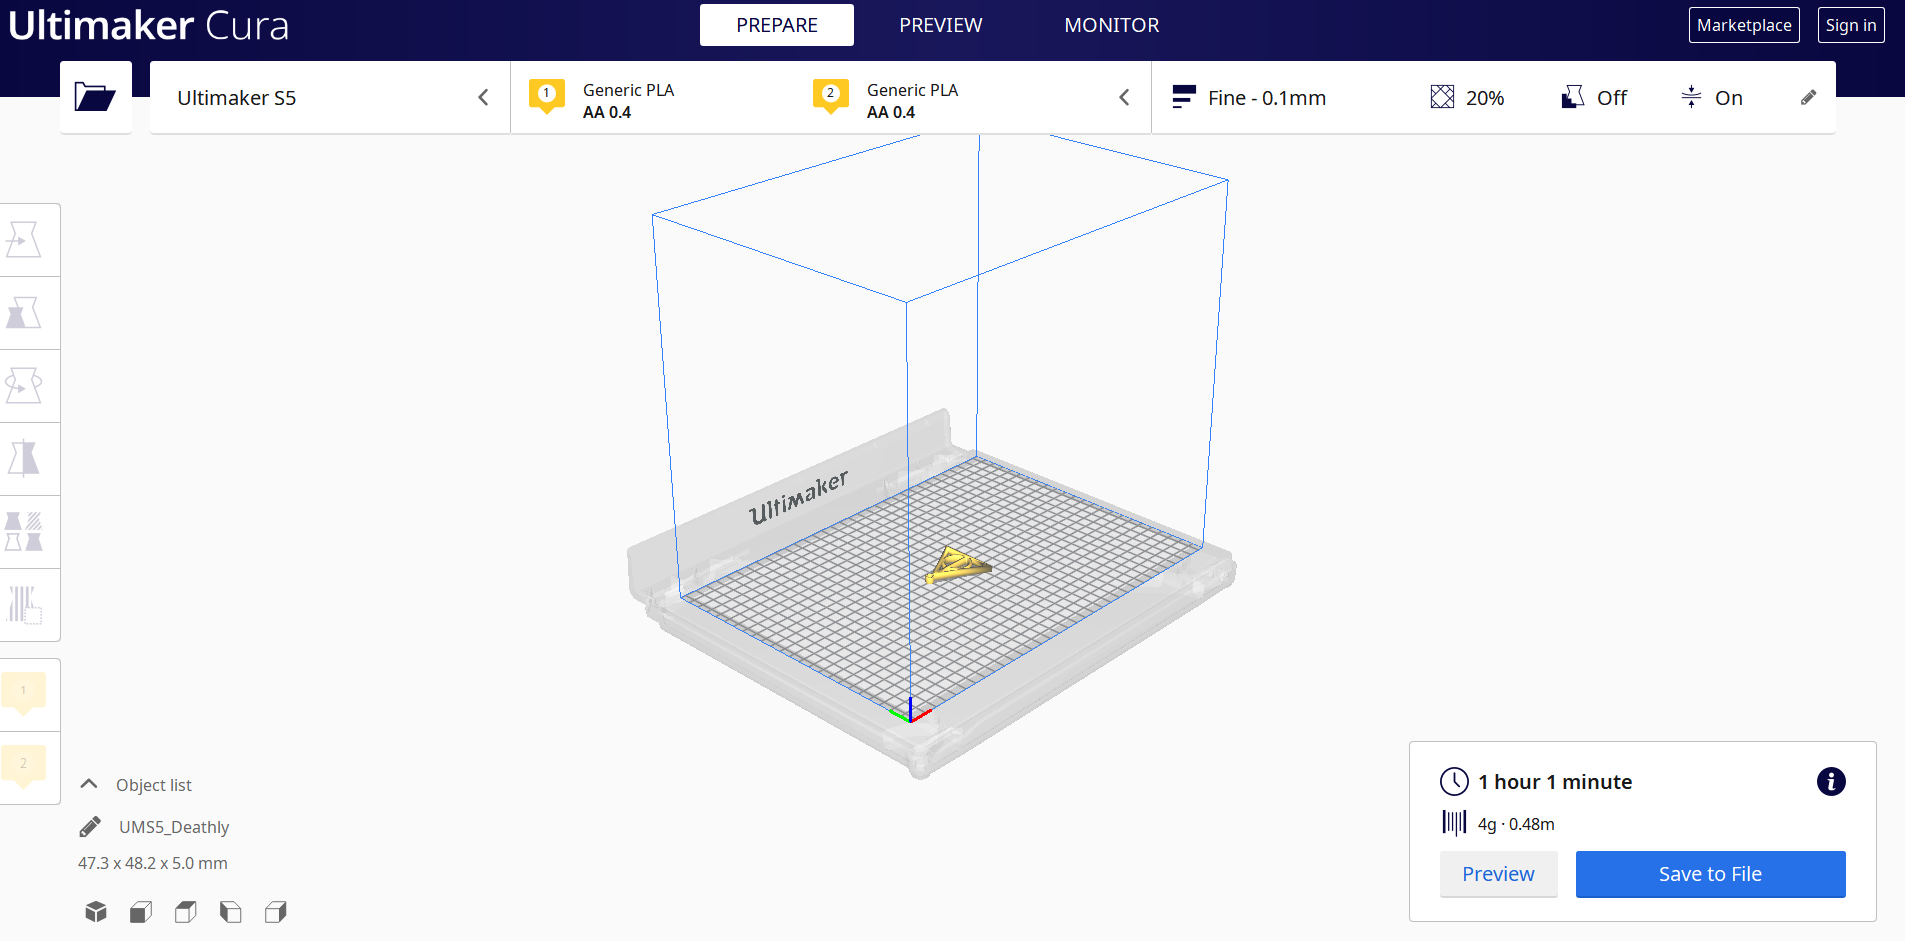 Ultimaker Cura
PREPARE
PREVIEW
MONITOR
Marketplace
Sign in
Ultimaker S5
1
Generic PLA
AA 0.4
2
Generic PLA
AA 0.4
Fine - 0.1mm
20%
Off
On
Ultimaker
1
2
Object list
UMS5_Deathly
47.3 x 48.2 x 5.0 mm
1 hour 1 minute
4g · 0.48m
Preview
Save to File